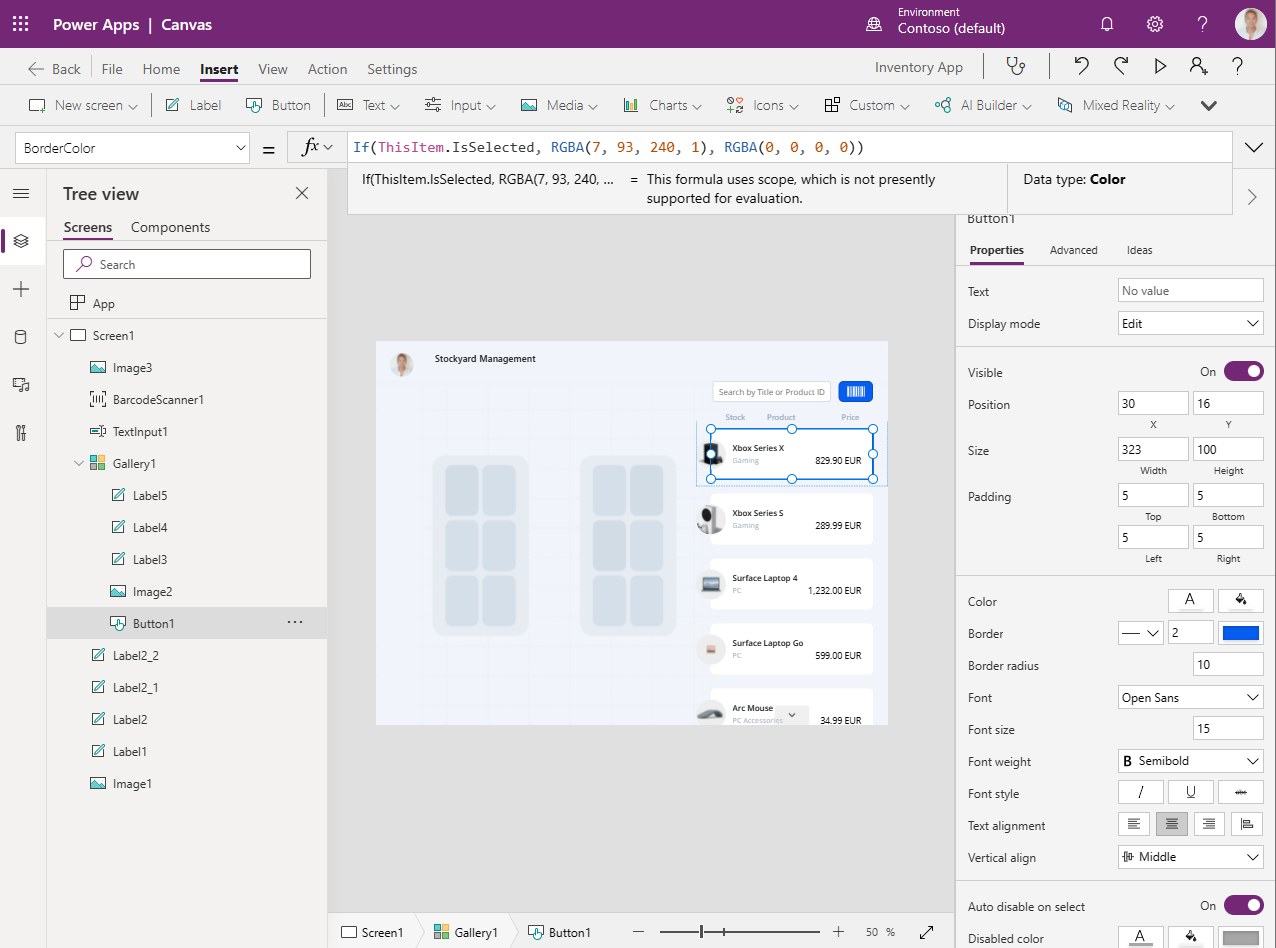 Power Apps | Canvas
Environment
Contoso (default)
Back File Home Insert View Action Settings
Inventory App
New screen Label Button Text Input Media Charts Icons Custom AI Builder Mixed Reality
BorderColor = fx If(ThisItem.IsSelected, RGBA(7, 93, 240, 1), RGBA(0, 0, 0, 0))
If(ThisItem.IsSelected, RGBA(7, 93, 240, ... = This formula uses scope, which is not presently
supported for evaluation.
Data type: Color
Tree view
Screens Components
Search
App
Screen1
Image3
BarcodeScanner1
TextInput1
Gallery1
Label5
Label4
Label3
Image2
Button1 ...
Label2_2
Label2_1
Label2
Label1
Image1
Stockyard Management
Search by Title or Product ID
Stock Product Price
Xbox Series X
Gaming
829.90 EUR
Xbox Series S
Gaming
289.99 EUR
Surface Laptop 4
PC
1,232.00 EUR
Surface Laptop Go
PC
599.00 EUR
Arc Mouse
PC Accessories
34.99 EUR
Screen1 Gallery1 Button1
50 %
Button1
Properties Advanced Ideas
Text No value
Display mode Edit
Visible On
Position 30 16
X Y
Size 323 100
Width Height
Padding 5 5
Top Bottom
5 5
Left Right
Color A
Border 2
Border radius 10
Font Open Sans
Font size 15
Font weight B Semibold
Font style / U abc
Text alignment
Vertical align Middle
Auto disable on select On
Disabled color A